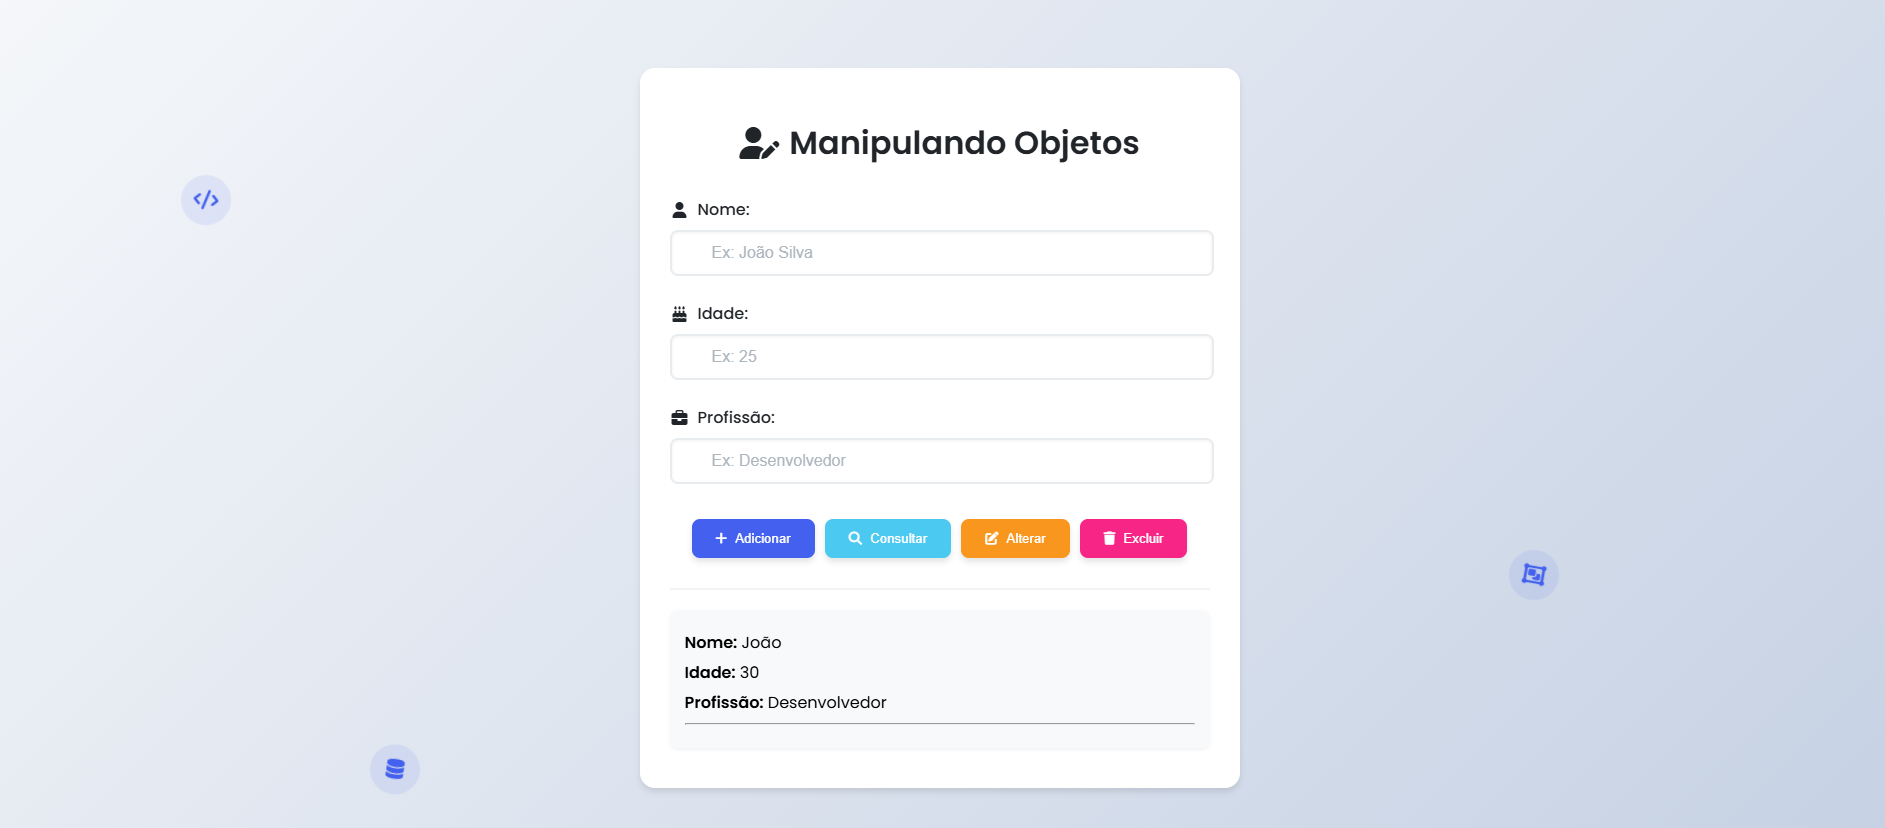 Manipulando Objetos
Nome:
Ex: João Silva
Idade:
Ex: 25
Profissão:
Ex: Desenvolvedor
Adicionar Consultar Alterar Excluir
Nome: João
Idade: 30
Profissão: Desenvolvedor